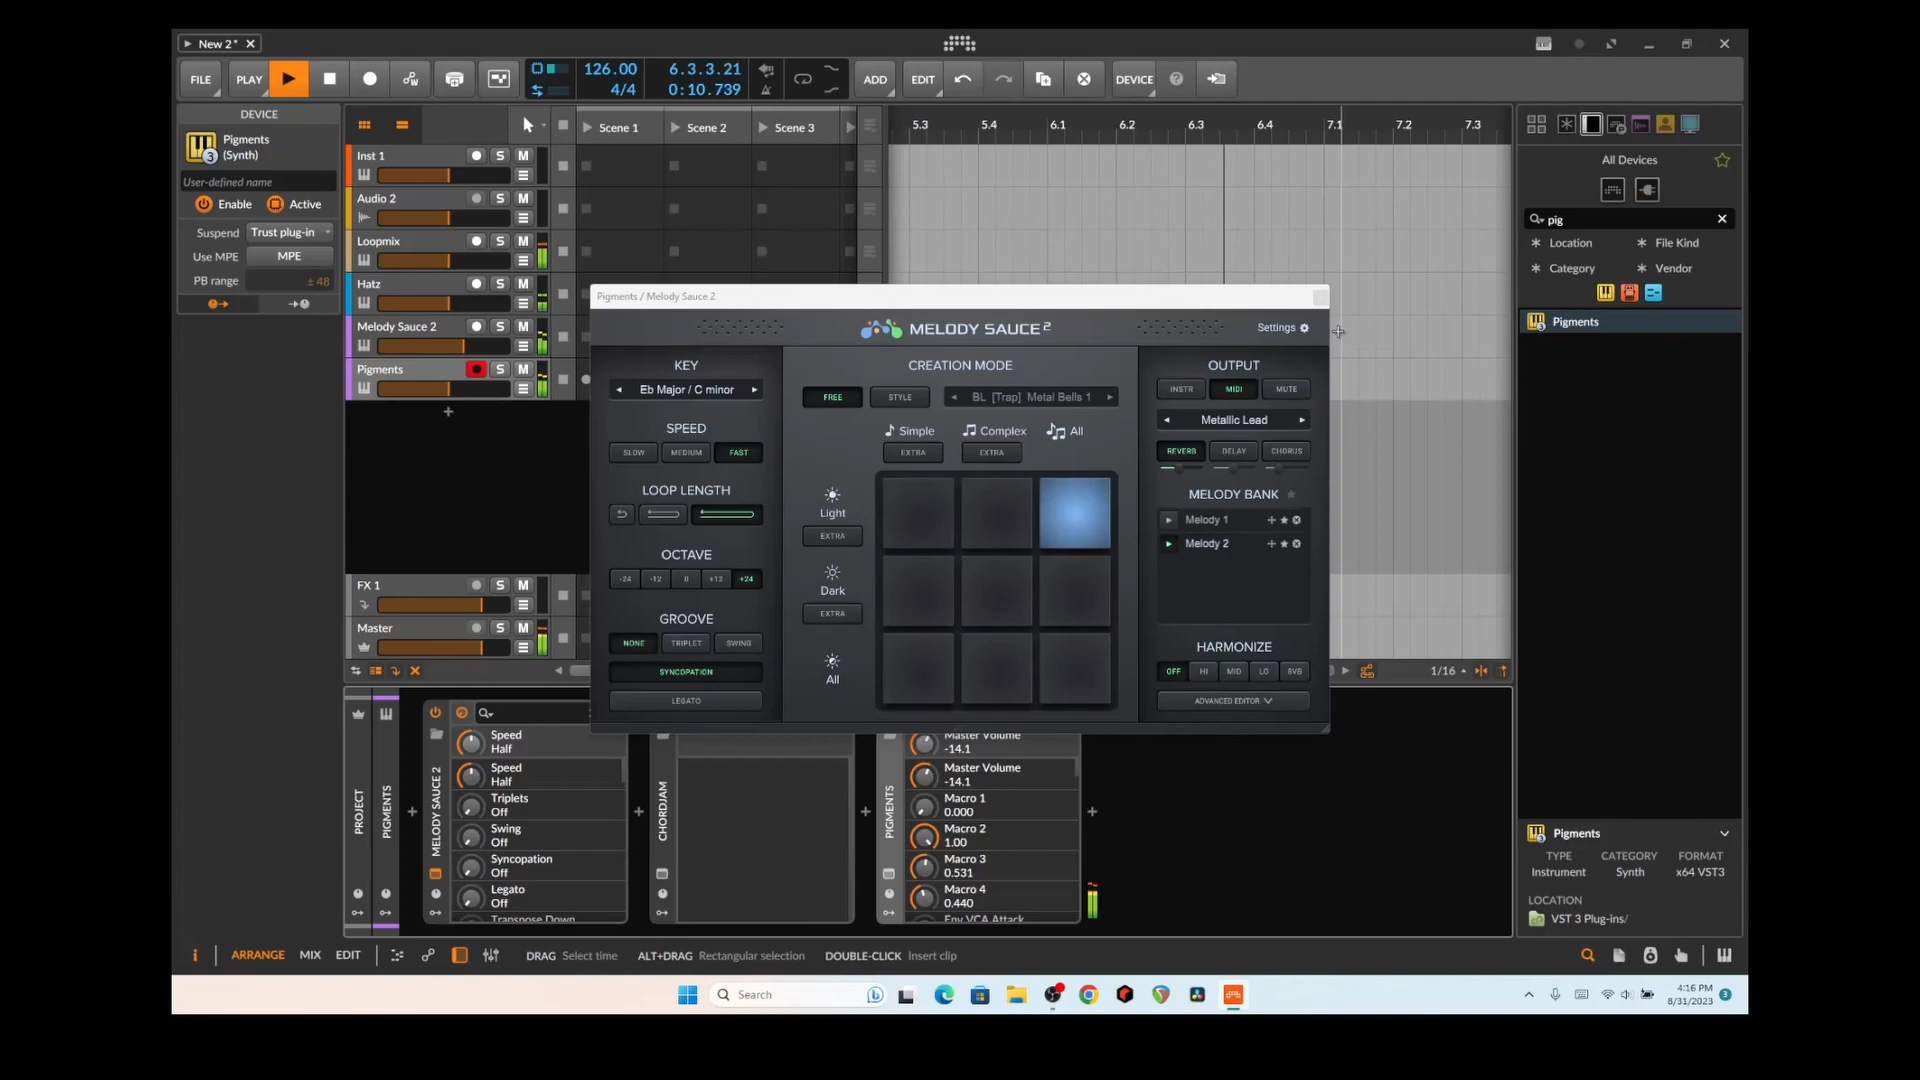 New 2*
FILE
PLAY
126.00
4/4
6.3.3.21
0:10.739
ADD
EDIT
DEVICE
DEVICE
Pigments
(Synth)
User-defined name
Enable
Active
Suspend
Trust plug-in
Use MPE
MPE
PB range
± 48
Scene 1
Scene 2
Scene 3
5.3
5.4
6.1
6.2
6.3
6.4
7.1
7.2
7.3
Inst 1
S
M
Audio 2
S
M
Loopmix
S
M
Hatz
S
M
Melody Sauce 2
S
M
Pigments
S
M
FX 1
S
M
Master
S
M
1/16
Pigments / Melody Sauce 2
MELODY SAUCE2
Settings
KEY
Eb Major / C minor
SPEED
SLOW
MEDIUM
FAST
LOOP LENGTH
OCTAVE
-24
-12
0
+12
+24
GROOVE
NONE
TRIPLET
SWING
SYNCOPATION
LEGATO
CREATION MODE
FREE
STYLE
BL [Trap] Metal Bells 1
Simple
Complex
All
EXTRA
EXTRA
Light
EXTRA
Dark
EXTRA
All
OUTPUT
INSTR
MIDI
MUTE
Metallic Lead
REVERB
DELAY
CHORUS
MELODY BANK
Melody 1
Melody 2
HARMONIZE
OFF
HI
MID
LO
8VB
ADVANCED EDITOR
All Devices
pig
Location
File Kind
Category
Vendor
Pigments
Pigments
TYPE
CATEGORY
FORMAT
Instrument
Synth
x64 VST3
LOCATION
VST 3 Plug-ins/
PROJECT
PIGMENTS
MELODY SAUCE 2
Speed
Half
Speed
Half
Triplets
Off
Swing
Off
Syncopation
Off
Legato
Off
Transpose Down
CHORDJAM
PIGMENTS
Master Volume
-14.1
Master Volume
-14.1
Macro 1
0.000
Macro 2
1.00
Macro 3
0.531
Macro 4
0.440
Env VCA Attack
i
ARRANGE
MIX
EDIT
DRAG Select time
ALT+DRAG Rectangular selection
DOUBLE-CLICK Insert clip
Search
4:16 PM
8/31/2023
3